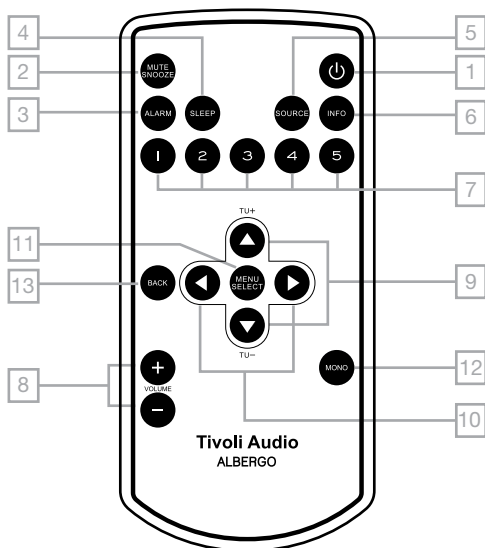 4
5
2
MUTE
SNOOZE
1
3
ALARM
SLEEP
SOURCE
INFO
6
1
2
3
4
5
7
TU+
11
13
BACK
MENU
SELECT
9
TU−
8
+
VOLUME
−
MONO
12
10
Tivoli Audio
ALBERGO